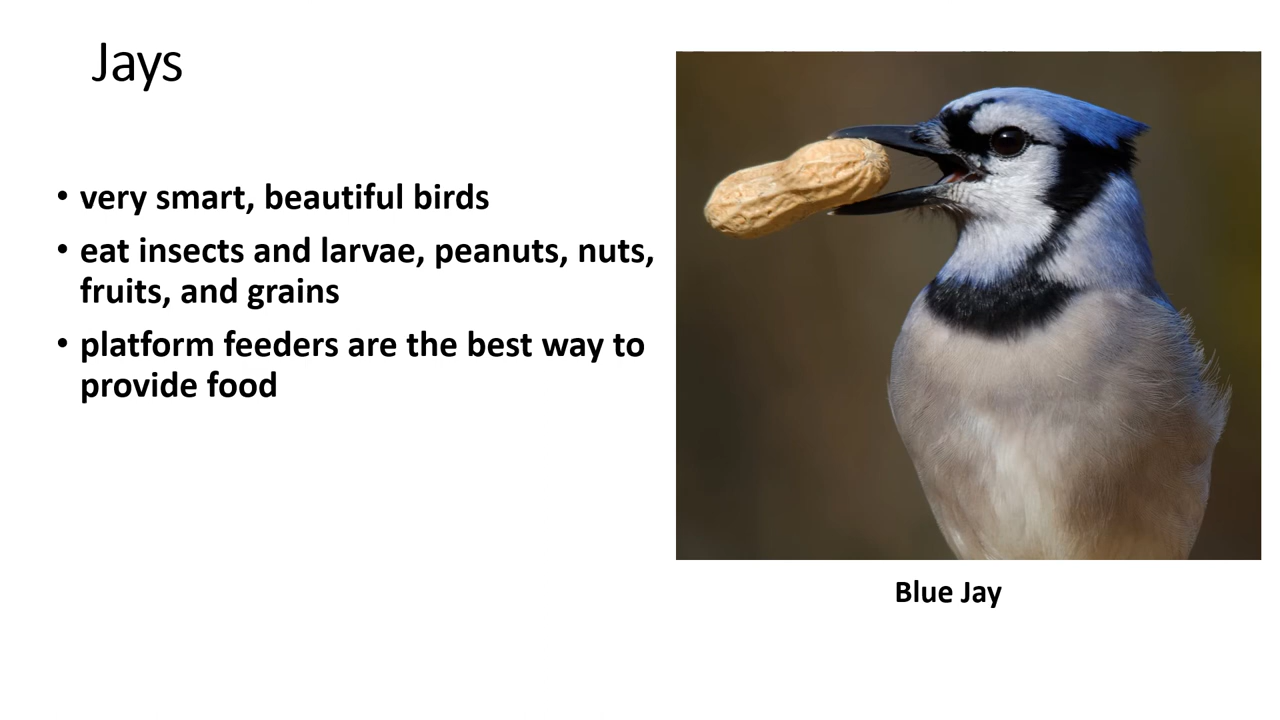 Jays
• very smart, beautiful birds
• eat insects and larvae, peanuts, nuts,
fruits, and grains
• platform feeders are the best way to
provide food
Blue Jay